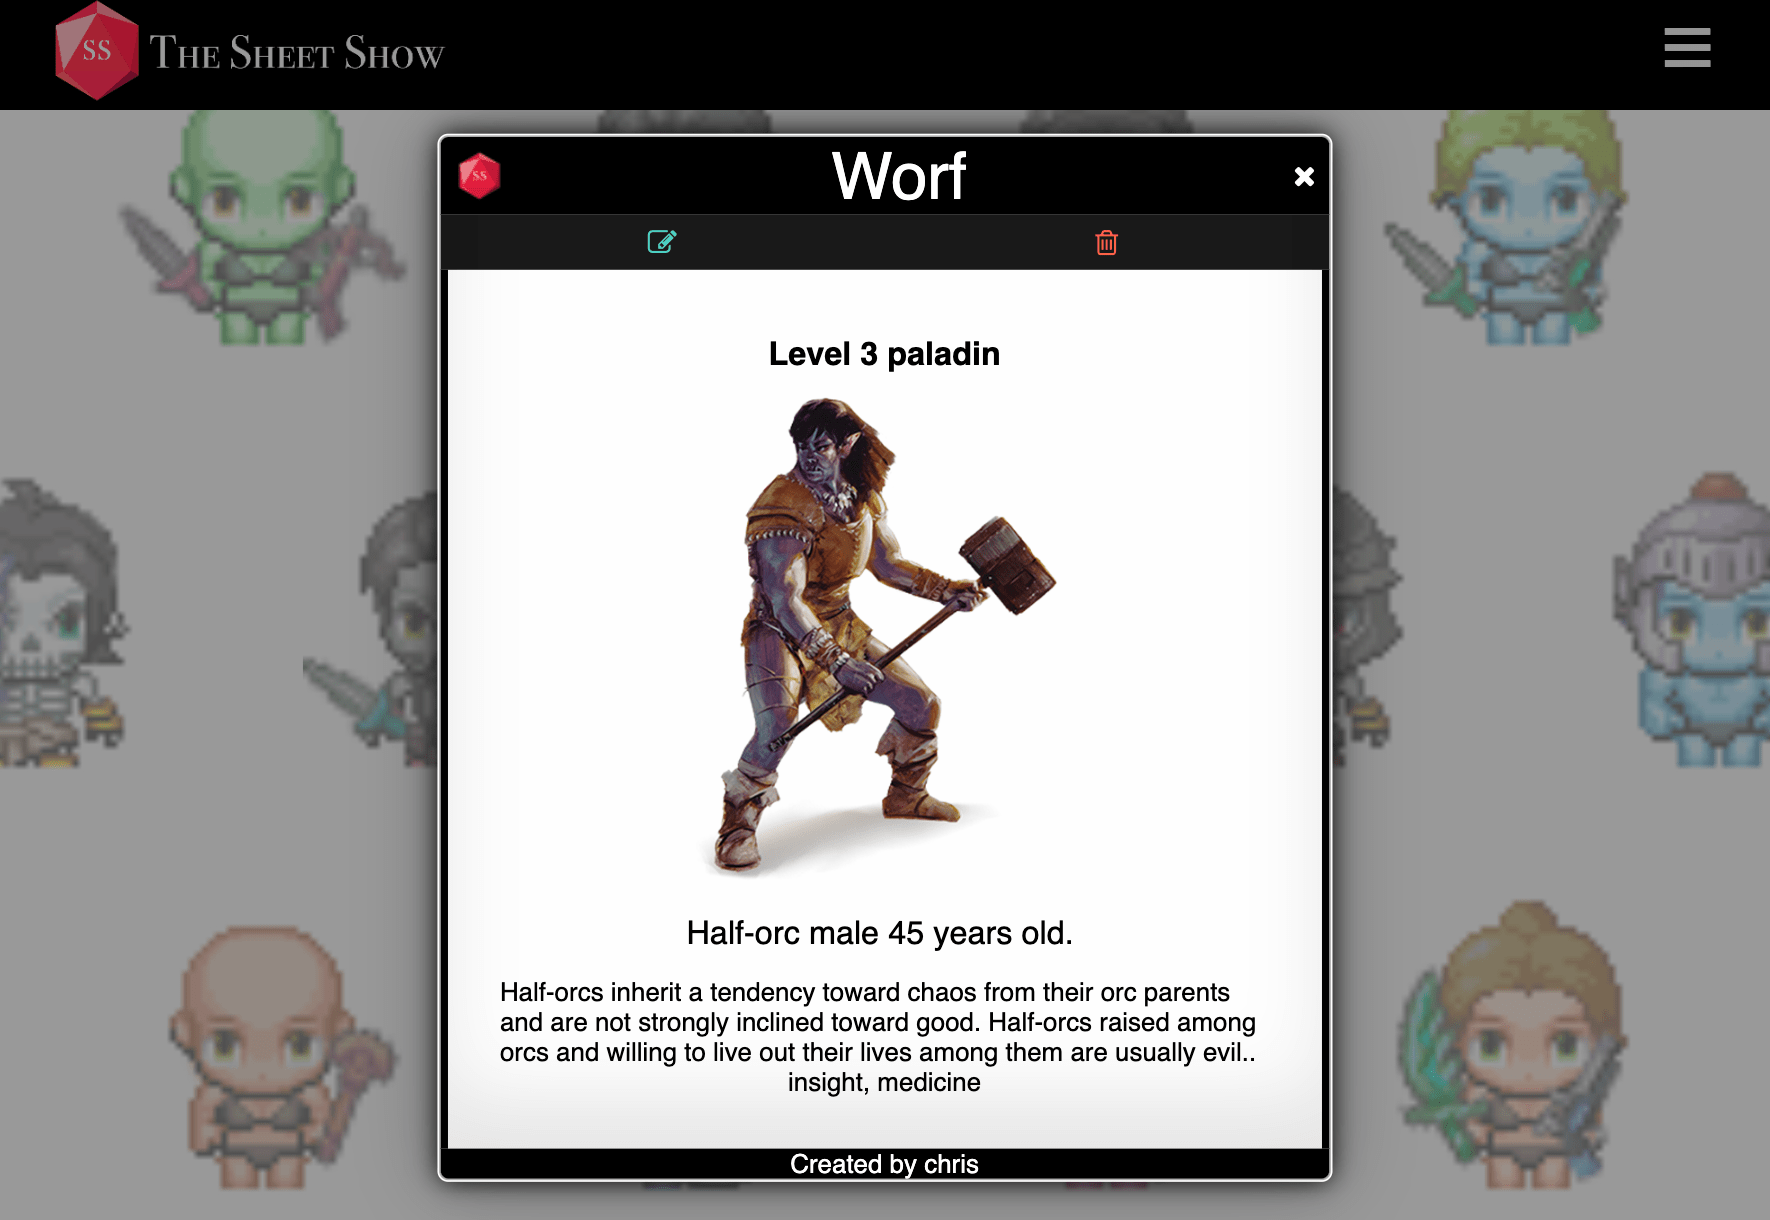 SS
The Sheet Show
SS
Worf
Level 3 paladin
Half-orc male 45 years old.
Half-orcs inherit a tendency toward chaos from their orc parents
and are not strongly inclined toward good. Half-orcs raised among
orcs and willing to live out their lives among them are usually evil..
insight, medicine
Created by chris